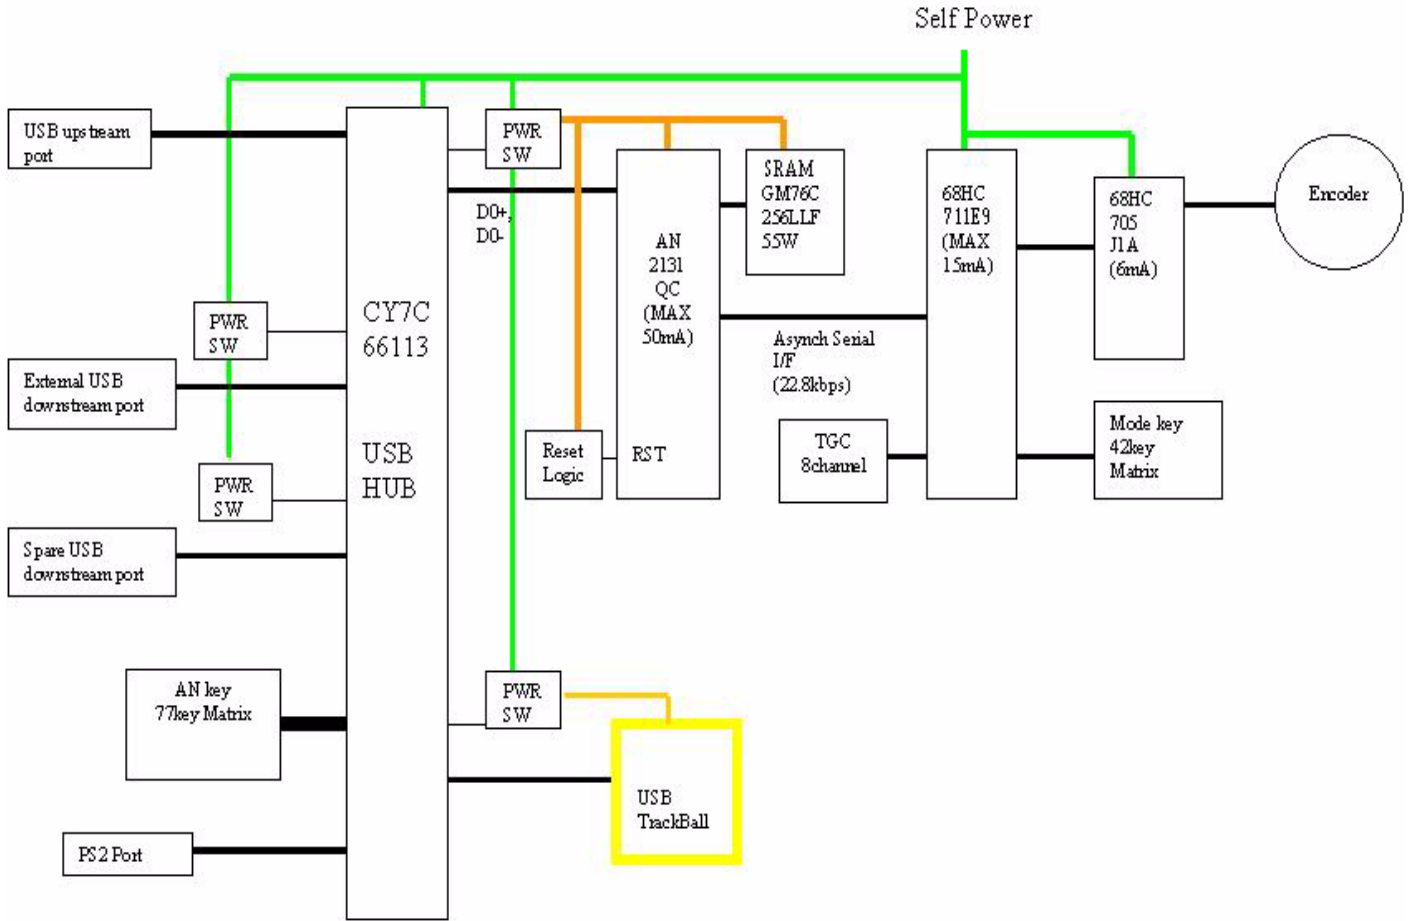 Self Power
USB upstream
port
PWR
SW
D0+,
D0-
AN
2131
QC
(MAX
50mA)
RST
SRAM
GM76C
256LLF
55W
68HC
711E9
(MAX
15mA)
68HC
705
J1A
(6mA)
Encoder
CY7C
66113
USB
HUB
PWR
SW
External USB
downstream port
Asynch Serial
I/F
(22.8kbps)
Reset
Logic
TGC
8channel
Mode key
42key
Matrix
PWR
SW
Spare USB
downstream port
AN key
77key Matrix
PWR
SW
USB
TrackBall
PS2 Port